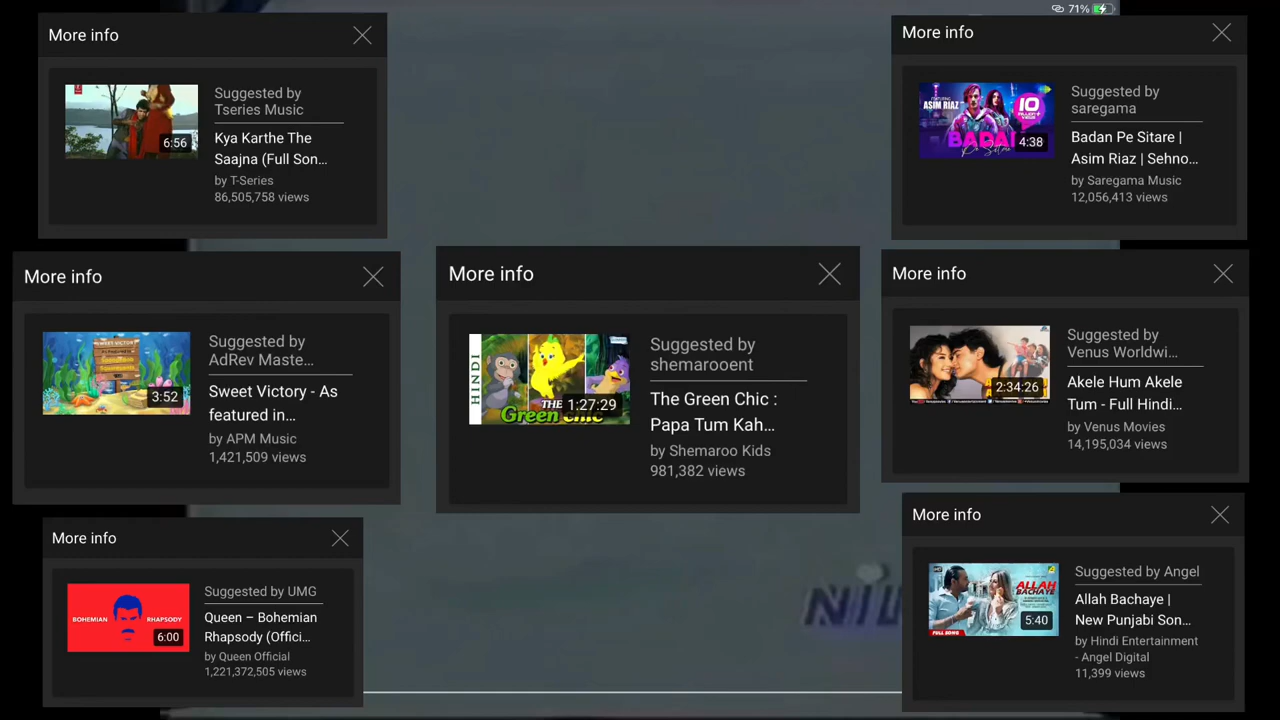 71%
More info
6:56
Suggested by
Tseries Music
Kya Karthe The
Saajna (Full Son...
by T-Series
86,505,758 views
More info
FEATURING
ASIM RIAZ
10
4:38
Suggested by
saregama
Badan Pe Sitare |
Asim Riaz | Sehno...
by Saregama Music
12,056,413 views
More info
SWEET VICTORY
3:52
Suggested by
AdRev Maste...
Sweet Victory - As
featured in...
by APM Music
1,421,509 views
More info
HINDI
THE
Green Chic
1:27:29
Suggested by
shemarooent
The Green Chic :
Papa Tum Kah...
by Shemaroo Kids
981,382 views
More info
2:34:26
Suggested by
Venus Worldwi...
Akele Hum Akele
Tum - Full Hindi...
by Venus Movies
14,195,034 views
More info
BOHEMIAN RHAPSODY
6:00
Suggested by UMG
Queen – Bohemian
Rhapsody (Offici...
by Queen Official
1,221,372,505 views
More info
ALLAH
BACHAYE
FULL SONG
5:40
Suggested by Angel
Allah Bachaye |
New Punjabi Son...
by Hindi Entertainment
- Angel Digital
11,399 views